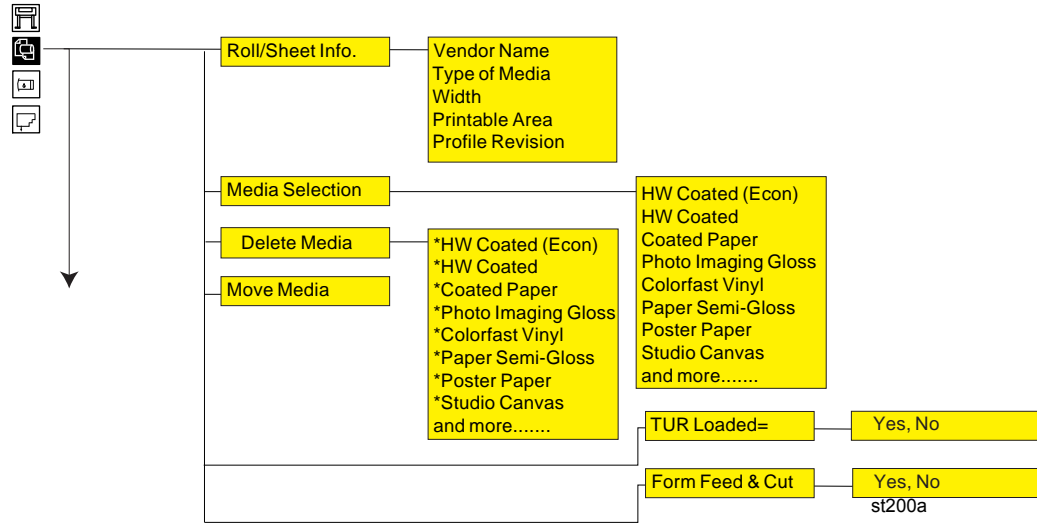 Roll/Sheet Info.
Vendor Name
Type of Media
Width
Printable Area
Profile Revision
Media Selection
HW Coated (Econ)
HW Coated
Coated Paper
Photo Imaging Gloss
Colorfast Vinyl
Paper Semi-Gloss
Poster Paper
Studio Canvas
and more.......
Delete Media
*HW Coated (Econ)
*HW Coated
*Coated Paper
*Photo Imaging Gloss
*Colorfast Vinyl
*Paper Semi-Gloss
*Poster Paper
*Studio Canvas
and more.......
Move Media
TUR Loaded=
Yes, No
Form Feed & Cut
Yes, No
st200a